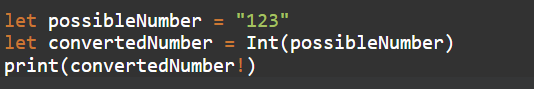 let possibleNumber = "123"
let convertedNumber = Int(possibleNumber)
print(convertedNumber!)